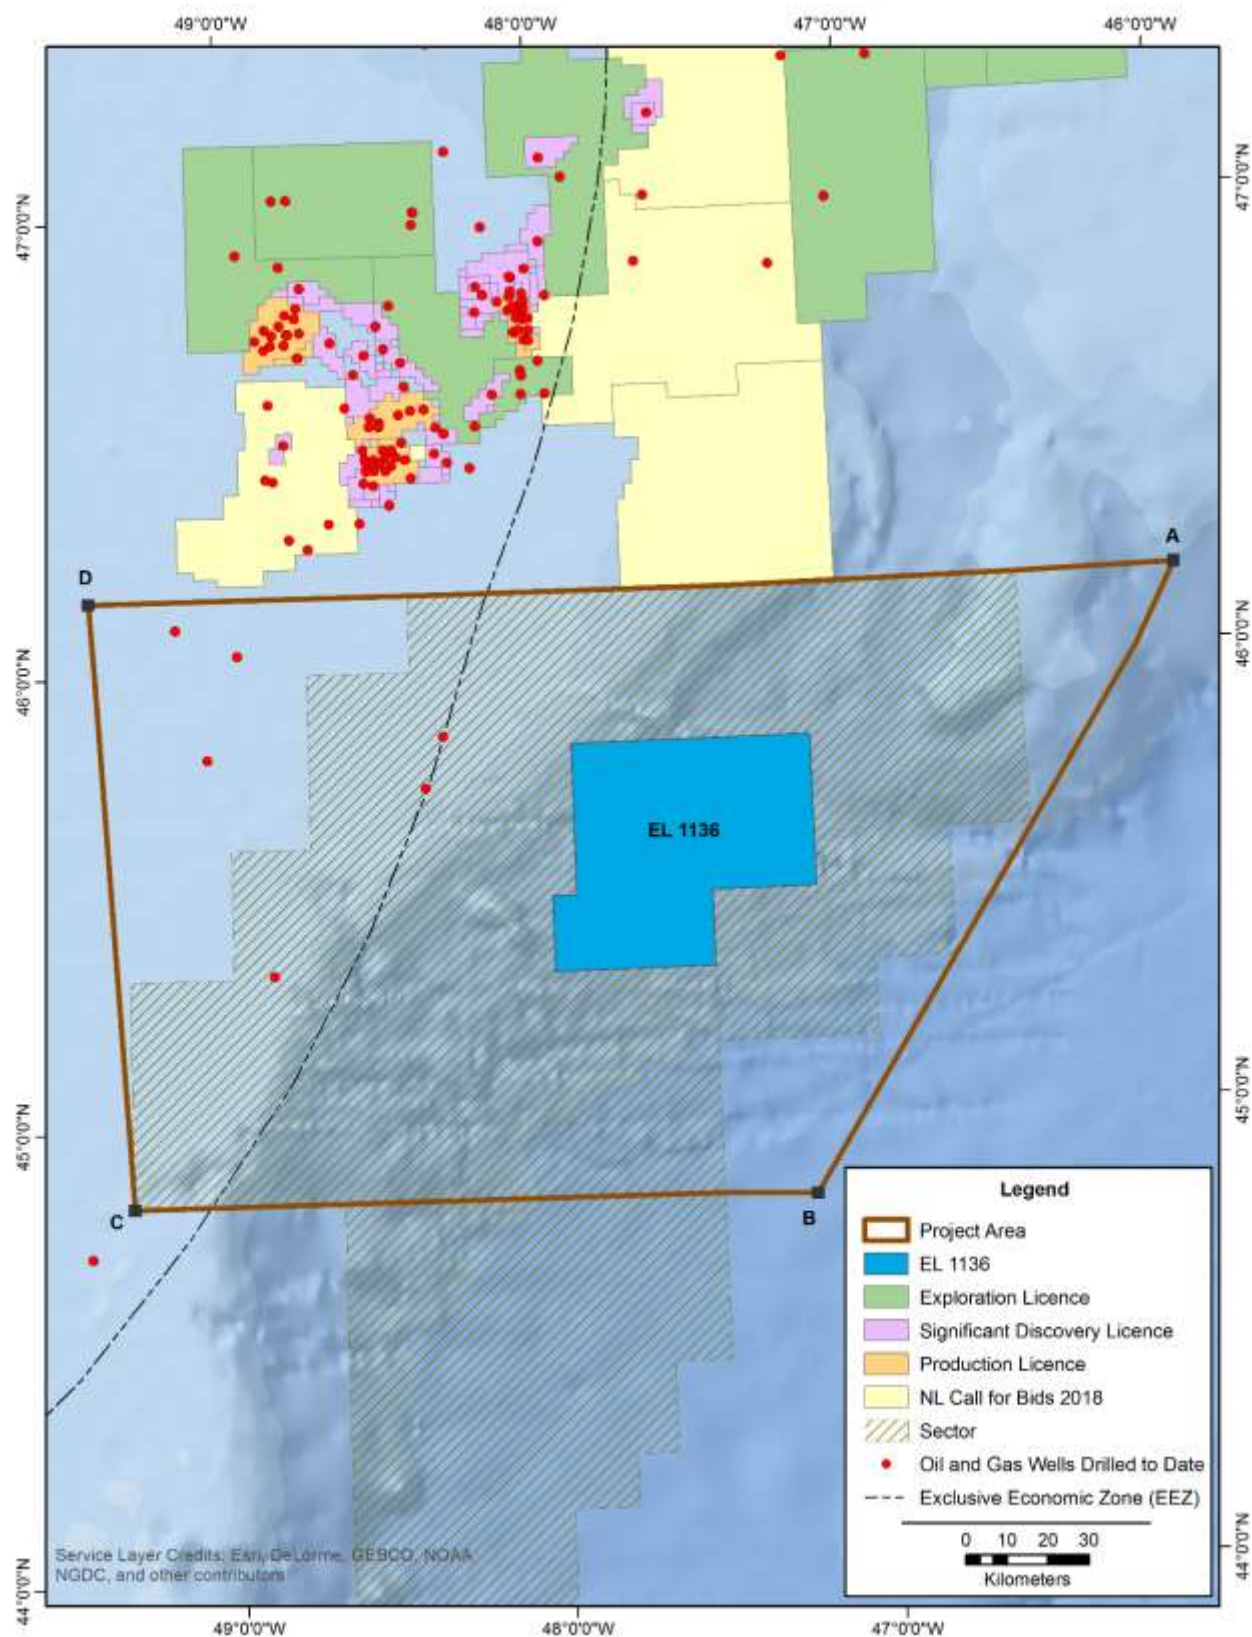 49°0'0"W 48°0'0"W 47°0'0"W 46°0'0"W
47°0'0"N
47°0'0"N
A
D
46°0'0"N
46°0'0"N
EL 1136
45°0'0"N
45°0'0"N
C
B
Legend
Project Area
EL 1136
Exploration Licence
Significant Discovery Licence
Production Licence
NL Call for Bids 2018
Sector
Oil and Gas Wells Drilled to Date
Exclusive Economic Zone (EEZ)
0 10 20 30
Kilometers
44°0'0"N
44°0'0"N
Service Layer Credits: Esri, DeLorme, GEBCO, NOAA
NGDC, and other contributors
49°0'0"W 48°0'0"W 47°0'0"W